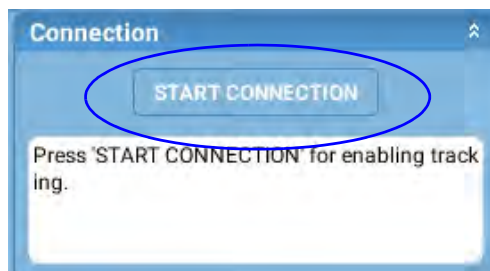 Connection
START CONNECTION
Press 'START CONNECTION' for enabling track
ing.